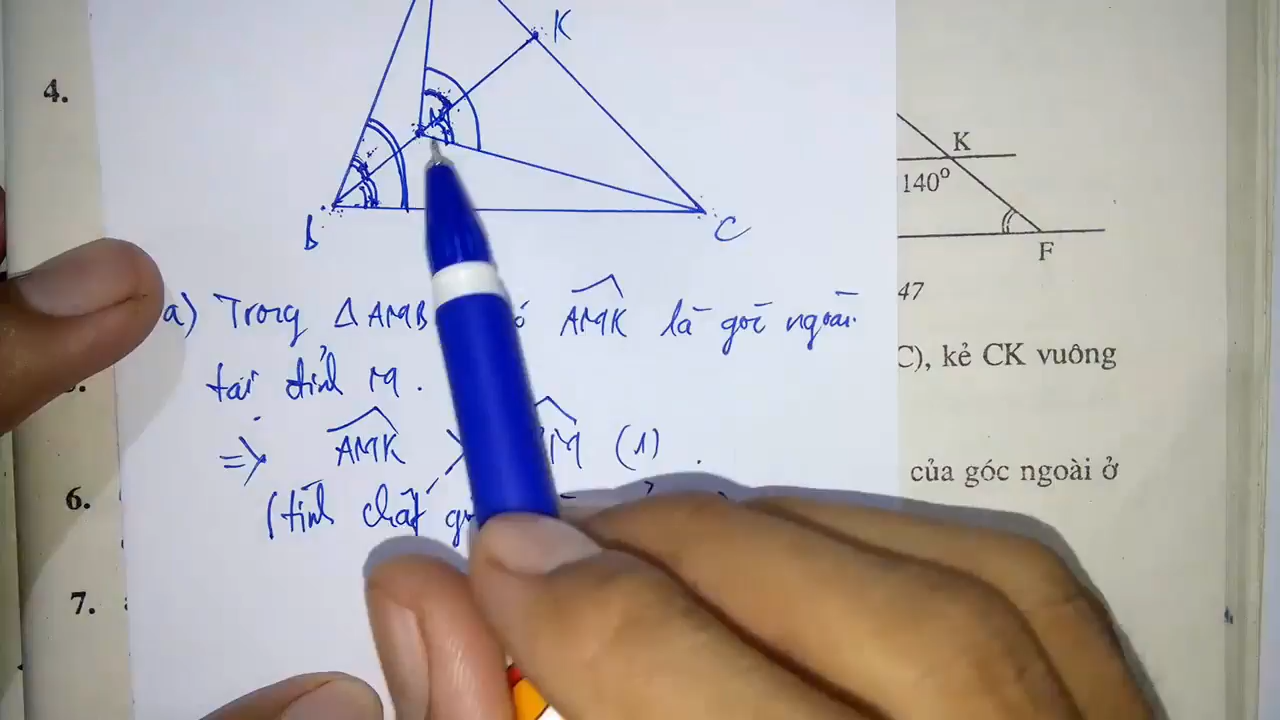 4.
K
M
B
C
K
140°
F
47
a) Trong △AMB có AMK là góc ngoài
tại đỉnh M.
C), kẻ CK vuông
=> AMK > M (1).
của góc ngoài ở
6.
(tính chất
7.